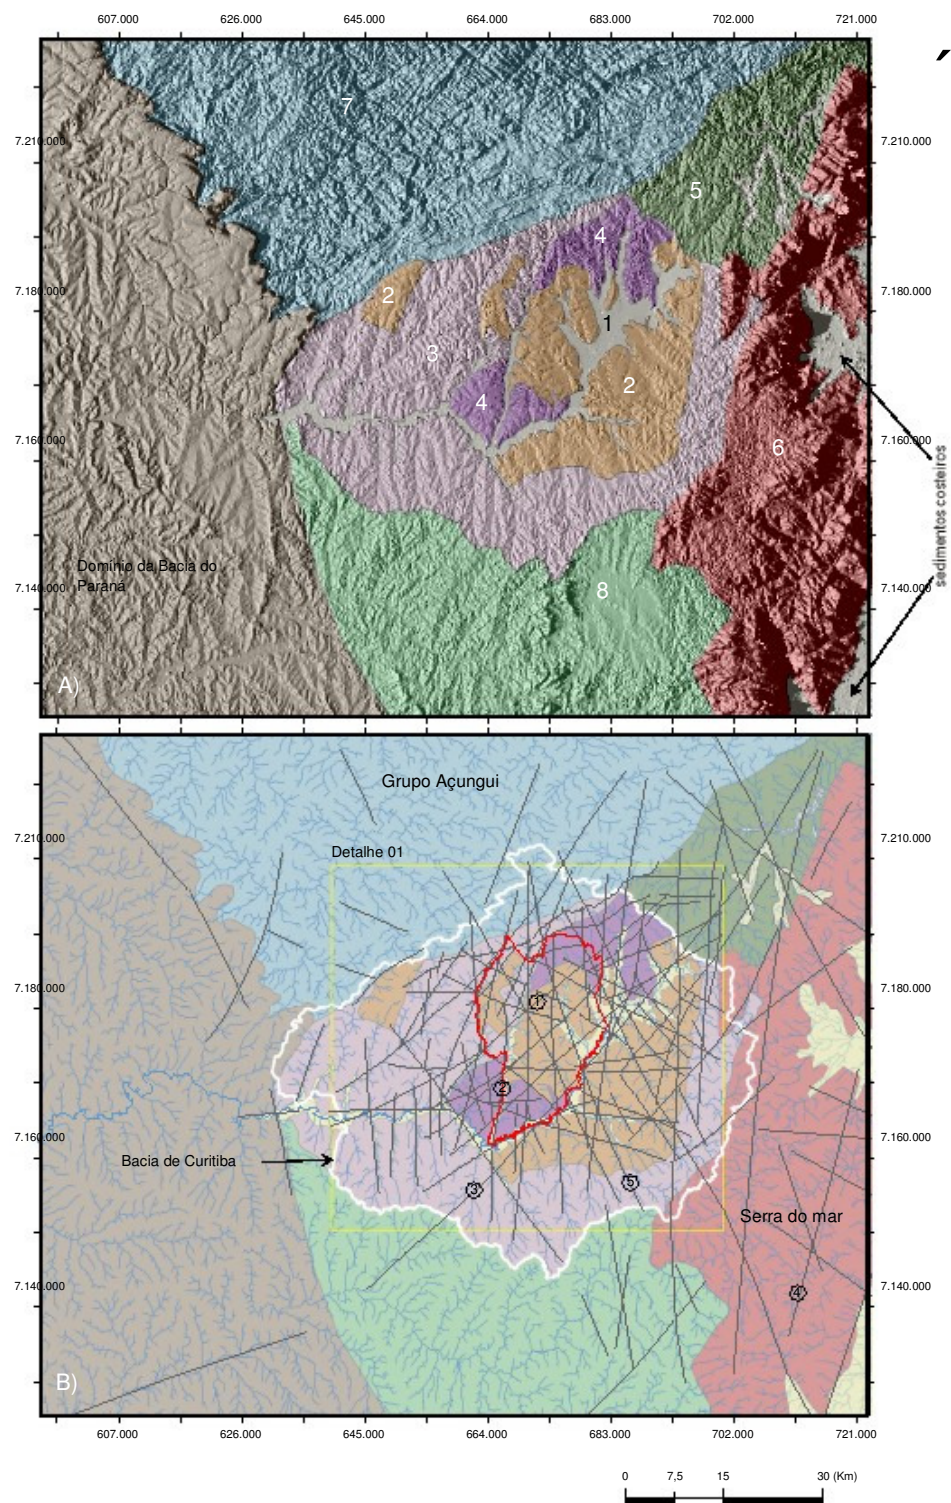 607.000 626.000 645.000 664.000 683.000 702.000 721.000
7
7.210.000 7.210.000
5
4
7.180.000 2 7.180.000
1
3
2
4
7.160.000 6 7.160.000
sedimentos costeiros
Domínio da Bacia do
Paraná
7.140.000 8 7.140.000
A)
Grupo Açungui
7.210.000 7.210.000
Detalhe 01
7.180.000 1 7.180.000
2
7.160.000 7.160.000
Bacia de Curitiba
3 5
Serra do mar
7.140.000 4 7.140.000
B)
607.000 626.000 645.000 664.000 683.000 702.000 721.000
0 7,5 15 30 (Km)